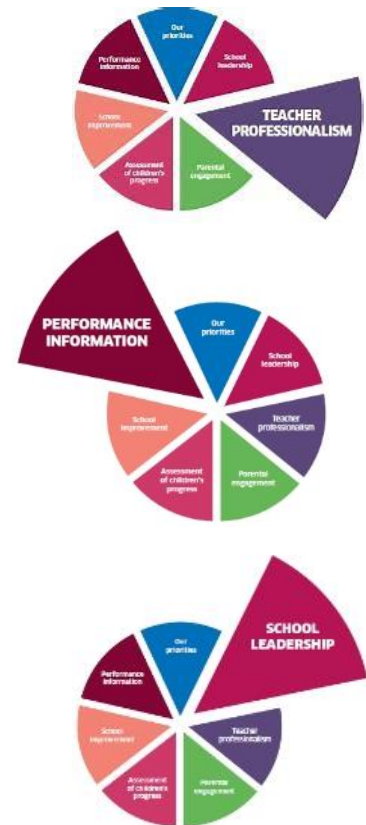 Our
priorities
Performance
information
School
leadership
TEACHER
PROFESSIONALISM
School
improvement
Assessment
of children's
progress
Parental
engagement
PERFORMANCE
INFORMATION
Our
priorities
School
leadership
School
improvement
Teacher
professionalism
Assessment
of children's
progress
Parental
engagement
SCHOOL
LEADERSHIP
Our
priorities
Performance
information
School
improvement
Teacher
professionalism
Assessment
of children's
progress
Parental
engagement